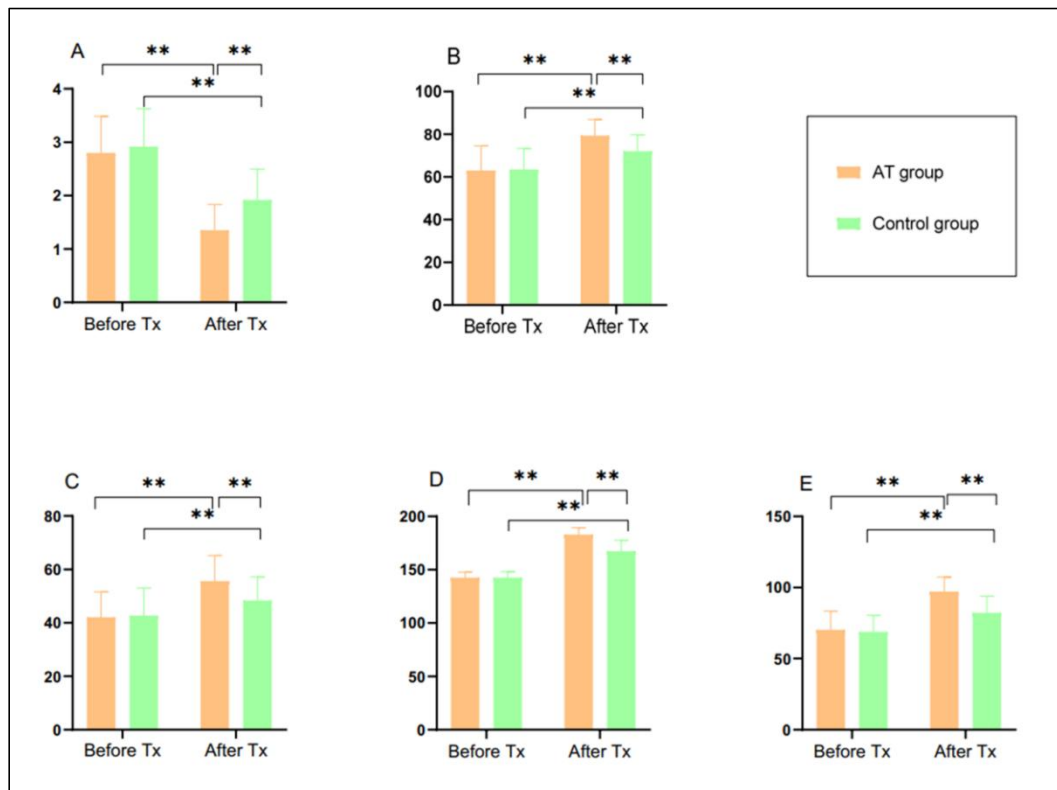 A
** **
**
4
3
2
1
0
Before Tx After Tx
B
** **
**
100
80
60
40
20
0
Before Tx After Tx
AT group
Control group
C
** **
**
80
60
40
20
0
Before Tx After Tx
D
** **
**
200
150
100
50
0
Before Tx After Tx
E
** **
**
150
100
50
0
Before Tx After Tx